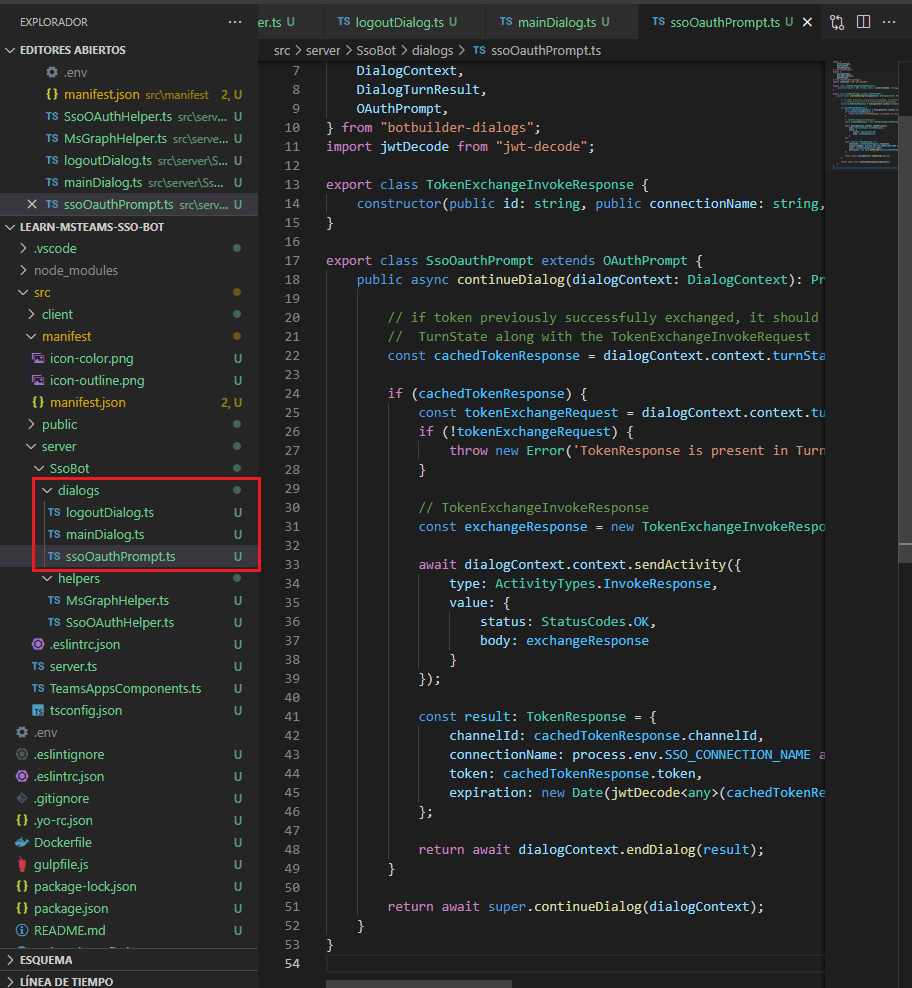 EXPLORADOR
EDITORES ABIERTOS
.env
{} manifest.json src\manifest 2, U
TS SsoOAuthHelper.ts src\serve... U
TS MsGraphHelper.ts src\serve... U
TS logoutDialog.ts src\server\S... U
TS mainDialog.ts src\server\Ss... U
TS ssoOauthPrompt.ts src\serv... U
LEARN-MSTEAMS-SSO-BOT
.vscode
node_modules
src
client
manifest
icon-color.png U
icon-outline.png U
{} manifest.json 2, U
public
server
SsoBot
dialogs
TS logoutDialog.ts U
TS mainDialog.ts U
TS ssoOauthPrompt.ts U
helpers
TS MsGraphHelper.ts U
TS SsoOAuthHelper.ts U
.eslintrc.json U
TS server.ts U
TS TeamsAppsComponents.ts U
TS tsconfig.json U
.env
.eslintignore U
.eslintrc.json U
.gitignore U
{} .yo-rc.json U
Dockerfile U
gulpfile.js U
{} package-lock.json U
{} package.json U
README.md U
ESQUEMA
LÍNEA DE TIEMPO
er.ts U
TS logoutDialog.ts U
TS mainDialog.ts U
TS ssoOauthPrompt.ts U
src > server > SsoBot > dialogs > TS ssoOauthPrompt.ts
7 DialogContext,
8 DialogTurnResult,
9 OAuthPrompt,
10 } from "botbuilder-dialogs";
11 import jwtDecode from "jwt-decode";
12
13 export class TokenExchangeInvokeResponse {
14 constructor(public id: string, public connectionName: string,
15 }
16
17 export class SsoOauthPrompt extends OAuthPrompt {
18 public async continueDialog(dialogContext: DialogContext): Pr
19
20 // if token previously successfully exchanged, it should
21 //  TurnState along with the TokenExchangeInvokeRequest
22 const cachedTokenResponse = dialogContext.context.turnSta
23
24 if (cachedTokenResponse) {
25 const tokenExchangeRequest = dialogContext.context.tu
26 if (!tokenExchangeRequest) {
27 throw new Error('TokenResponse is present in Turn
28 }
29
30 // TokenExchangeInvokeResponse
31 const exchangeResponse = new TokenExchangeInvokeRespo
32
33 await dialogContext.context.sendActivity({
34 type: ActivityTypes.InvokeResponse,
35 value: {
36 status: StatusCodes.OK,
37 body: exchangeResponse
38 }
39 });
40
41 const result: TokenResponse = {
42 channelId: cachedTokenResponse.channelId,
43 connectionName: process.env.SSO_CONNECTION_NAME a
44 token: cachedTokenResponse.token,
45 expiration: new Date(jwtDecode<any>(cachedTokenRe
46 };
47
48 return await dialogContext.endDialog(result);
49 }
50
51 return await super.continueDialog(dialogContext);
52 }
53 }
54